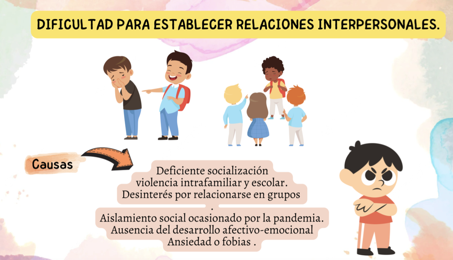 DIFICULTAD PARA ESTABLECER RELACIONES INTERPERSONALES.
Causas
Deficiente socialización
violencia intrafamiliar y escolar.
Desinterés por relacionarse en grupos
.
Aislamiento social ocasionado por la pandemia.
Ausencia del desarrollo afectivo-emocional
Ansiedad o fobias .